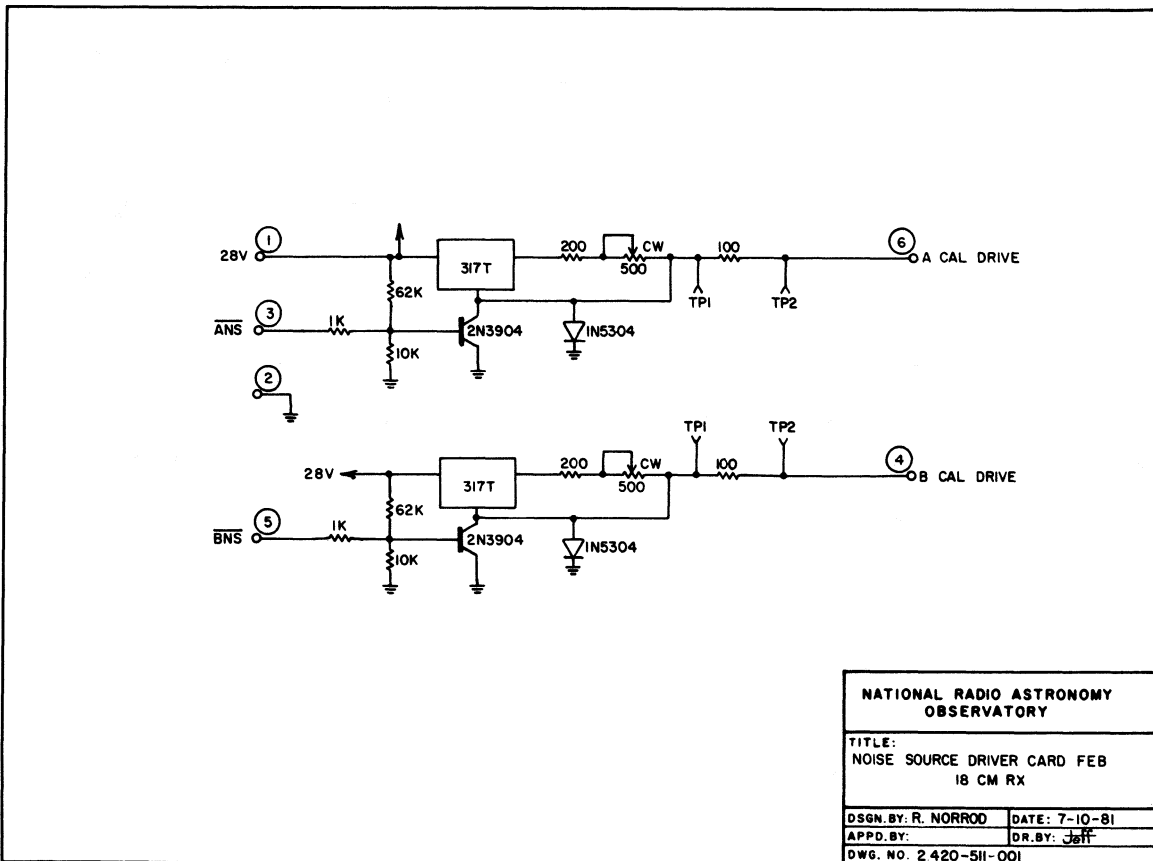 1
28V
317T
200
CW
500
100
6
A CAL DRIVE
TP1
TP2
62K
3
ANS
1K
2N3904
1N5304
10K
2
TP1
TP2
28V
317T
200
CW
500
100
4
B CAL DRIVE
62K
5
BNS
1K
2N3904
1N5304
10K
NATIONAL RADIO ASTRONOMY
OBSERVATORY
TITLE:
NOISE SOURCE DRIVER CARD FEB
18 CM RX
DSGN. BY: R. NORROD
DATE: 7-10-81
APPD. BY:
DR. BY: Jeff
DWG. NO. 2.420-511-001